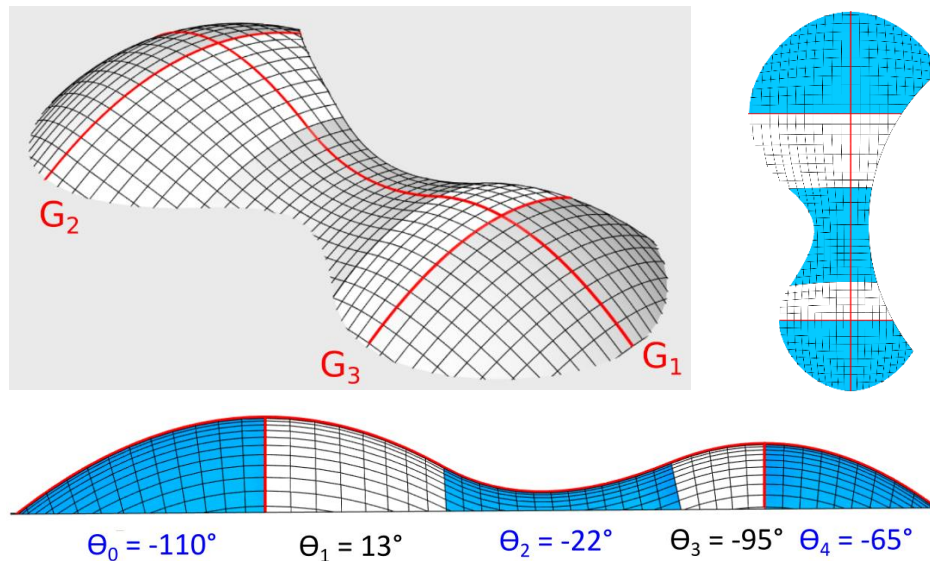 G₂
G₃
G₁
Θ₀ = -110° Θ₁ = 13° Θ₂ = -22° Θ₃ = -95° Θ₄ = -65°